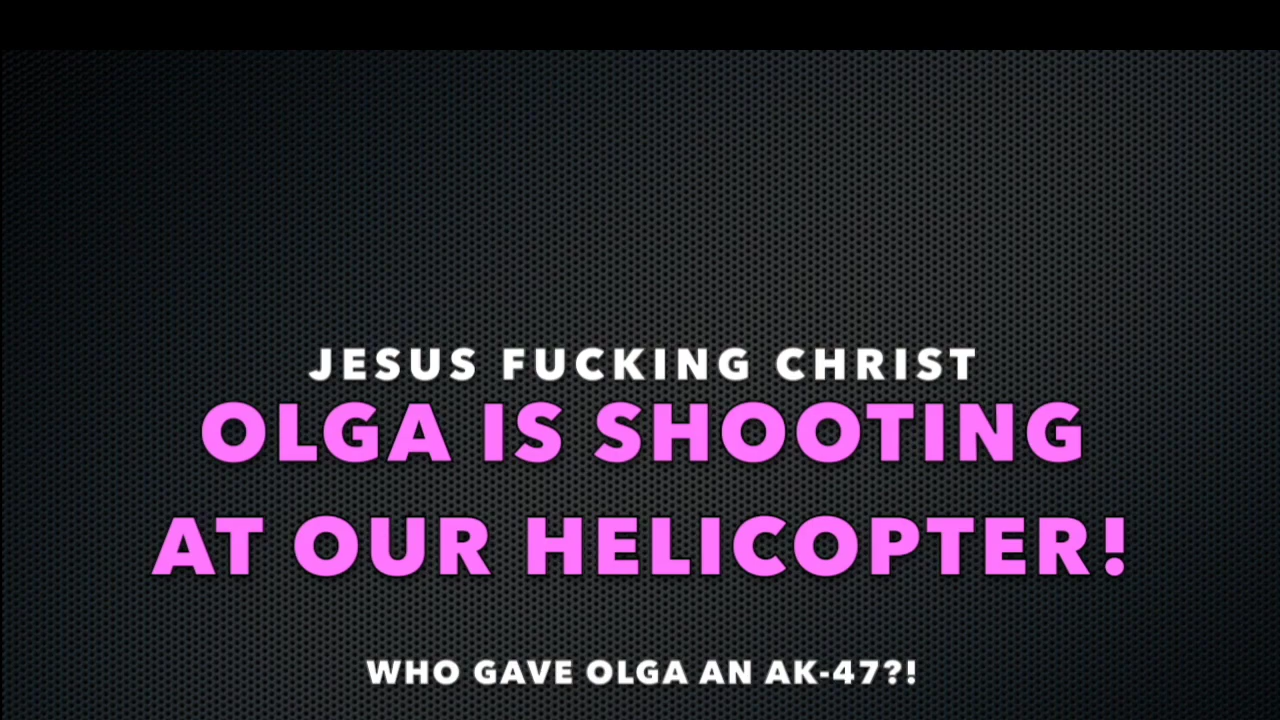 JESUS FUCKING CHRIST
OLGA IS SHOOTING
AT OUR HELICOPTER!
WHO GAVE OLGA AN AK-47?!